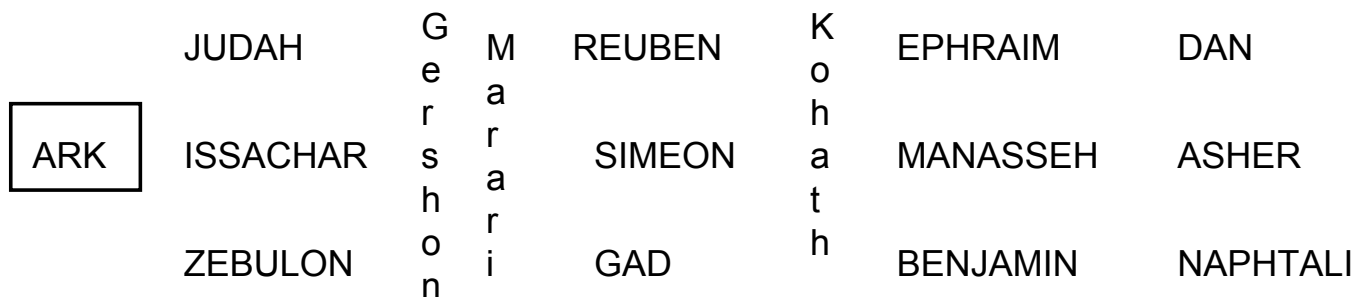 JUDAH
Gershon
Marari
REUBEN
Kohath
EPHRAIM
DAN
ARK
ISSACHAR
SIMEON
MANASSEH
ASHER
ZEBULON
GAD
BENJAMIN
NAPHTALI